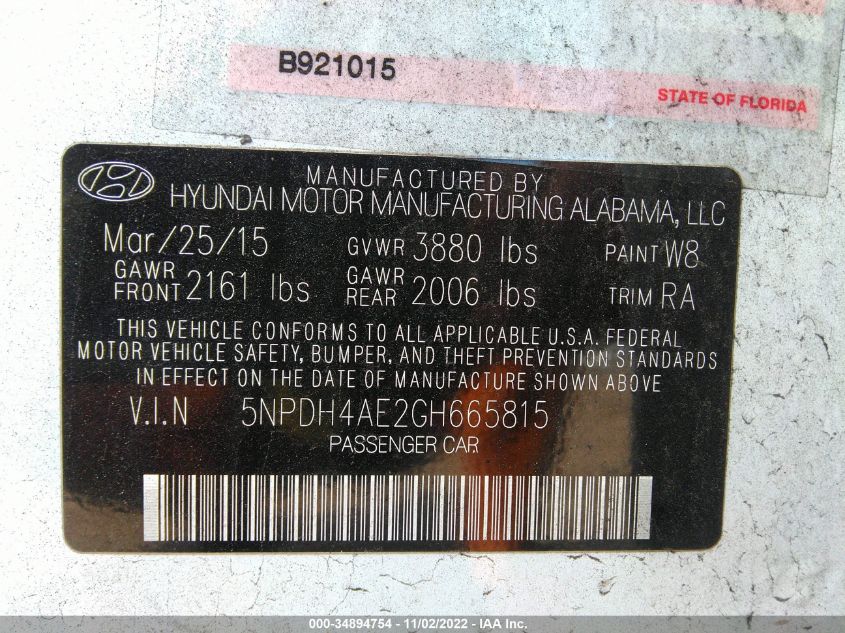 B921015
STATE OF FLORIDA
MANUFACTURED BY
HYUNDAI MOTOR MANUFACTURING ALABAMA, LLC
Mar/25/15 GVWR 3880 lbs PAINT W8
GAWR FRONT 2161 lbs GAWR REAR 2006 lbs TRIM RA
THIS VEHICLE CONFORMS TO ALL APPLICABLE U.S.A. FEDERAL
MOTOR VEHICLE SAFETY, BUMPER, AND THEFT PREVENTION STANDARDS
IN EFFECT ON THE DATE OF MANUFACTURE SHOWN ABOVE
V.I.N 5NPDH4AE2GH665815
PASSENGER CAR
000-34894754 - 11/02/2022 - IAA Inc.